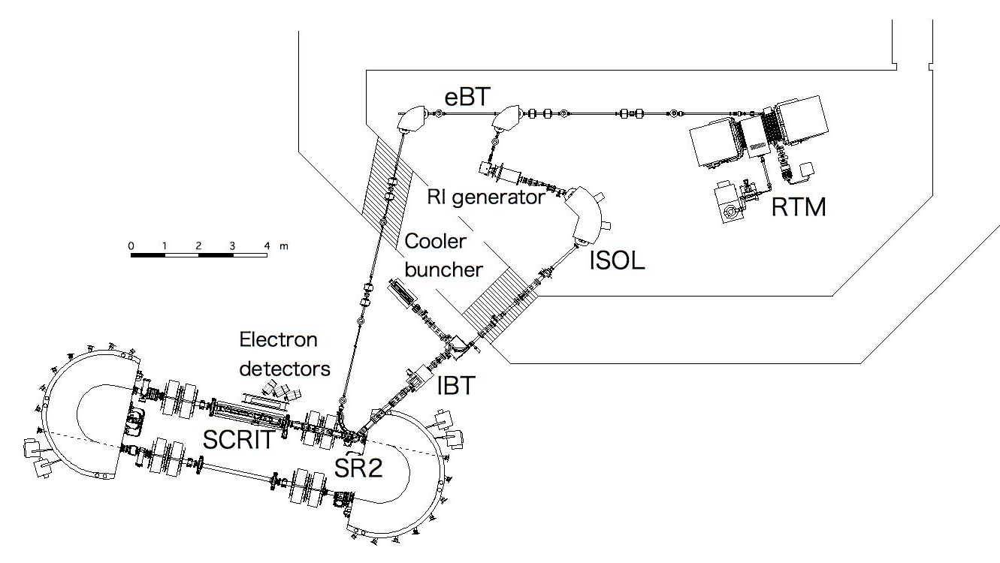 eBT
RI generator
RTM
Cooler
buncher
ISOL
0 1 2 3 4 m
Electron
detectors
IBT
SCRIT
SR2